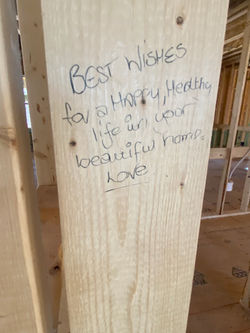 BEST WISHES
for a HAPPY, Healthy
life in your
beautiful home.
Love